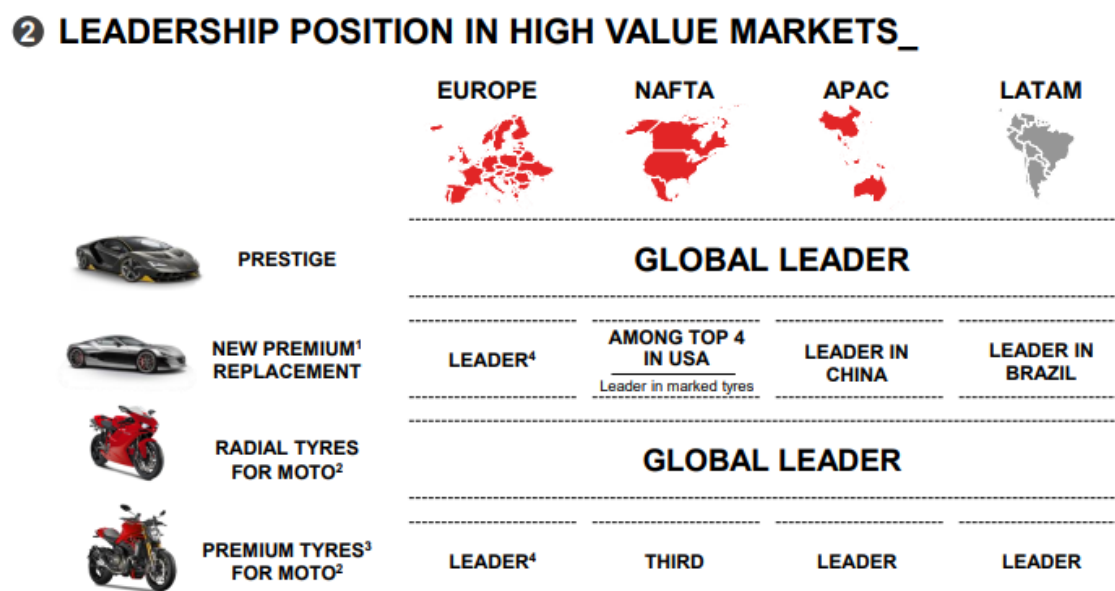 2 LEADERSHIP POSITION IN HIGH VALUE MARKETS_
EUROPE NAFTA APAC LATAM
PRESTIGE GLOBAL LEADER
NEW PREMIUM¹
REPLACEMENT
LEADER⁴
AMONG TOP 4
IN USA
Leader in marked tyres
LEADER IN
CHINA
LEADER IN
BRAZIL
RADIAL TYRES
FOR MOTO²
GLOBAL LEADER
PREMIUM TYRES³
FOR MOTO²
LEADER⁴ THIRD LEADER LEADER